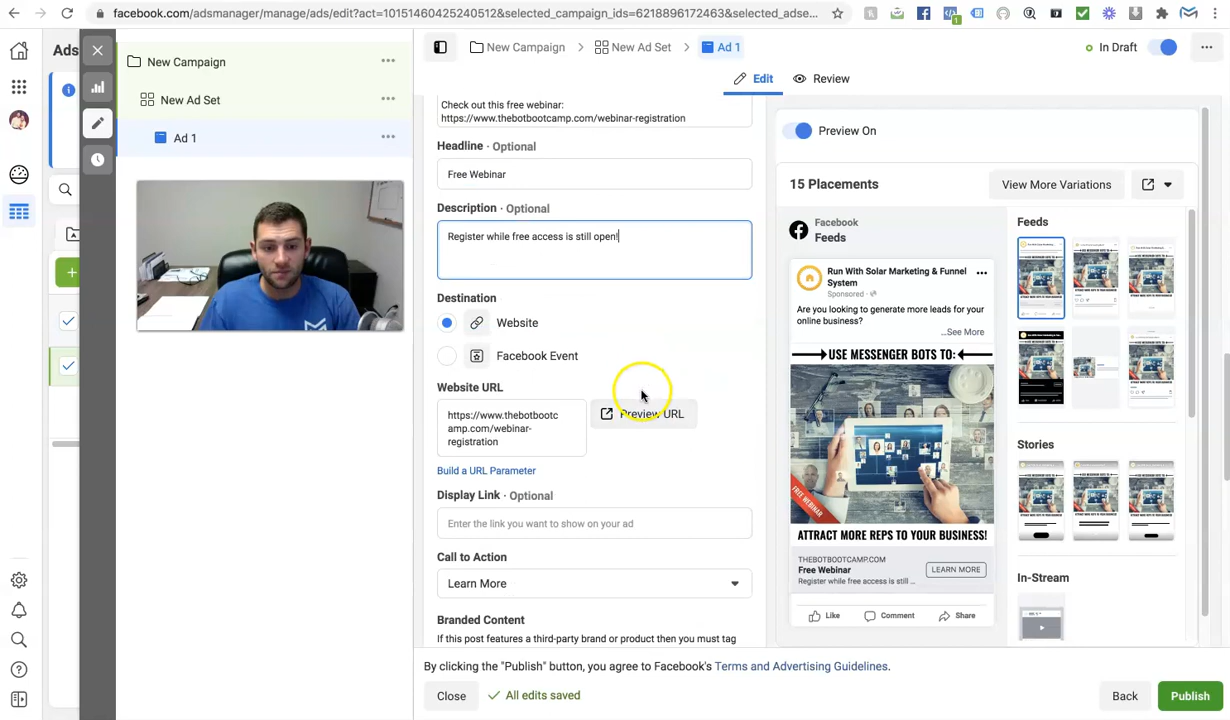 facebook.com/adsmanager/manage/ads/edit?act=10151460425240512&selected_campaign_ids=6218896172463&selected_adse...
Ads
New Campaign
New Ad Set
Ad 1
New Campaign
New Ad Set
Ad 1
In Draft
Edit
Review
Check out this free webinar:
https://www.thebotbootcamp.com/webinar-registration
Headline · Optional
Free Webinar
Description · Optional
Register while free access is still open!
Destination
Website
Facebook Event
Website URL
https://www.thebotbootc
amp.com/webinar-
registration
Preview URL
Build a URL Parameter
Display Link · Optional
Enter the link you want to show on your ad
Call to Action
Learn More
Branded Content
If this post features a third-party brand or product then you must tag
Preview On
15 Placements
View More Variations
Facebook
Feeds
Run With Solar Marketing & Funnel
System
Sponsored ·
Are you looking to generate more leads for your
online business?
...See More
USE MESSENGER BOTS TO:
FREE WEBINAR
ATTRACT MORE REPS TO YOUR BUSINESS!
THEBOTBOOTCAMP.COM
Free Webinar
Register while free access is still ...
LEARN MORE
Like
Comment
Share
Feeds
Stories
In-Stream
By clicking the "Publish" button, you agree to Facebook's Terms and Advertising Guidelines.
Close
All edits saved
Back
Publish